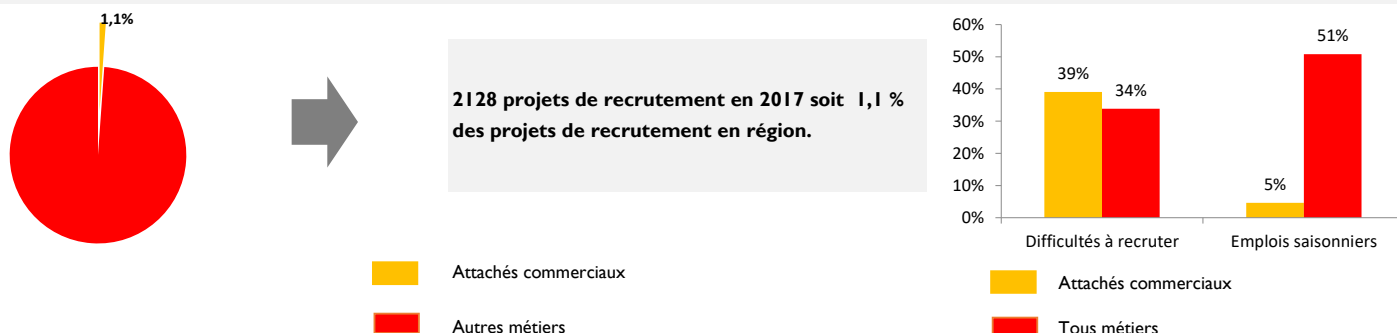 1,1%
2128 projets de recrutement en 2017 soit 1,1 %
des projets de recrutement en région.
Attachés commerciaux
Autres métiers
60%
50%
40%
30%
20%
10%
0%
39%
34%
5%
51%
Difficultés à recruter
Emplois saisonniers
Attachés commerciaux
Tous métiers